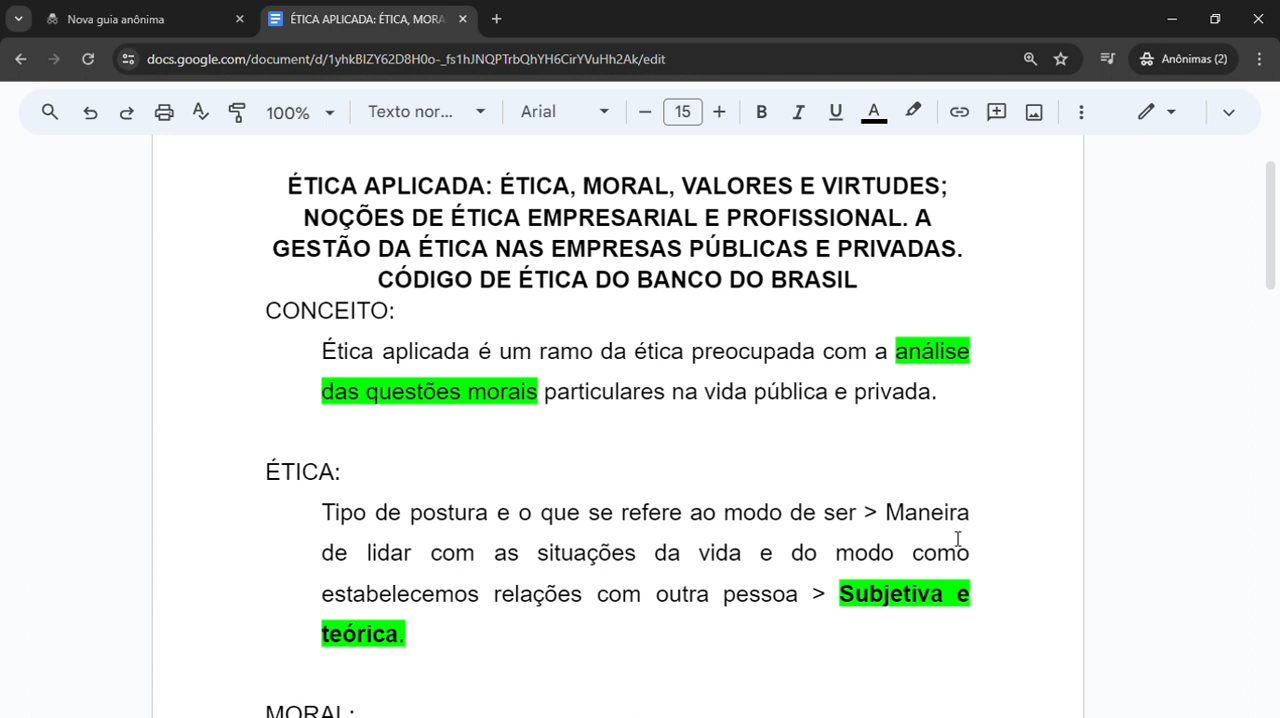 Nova guia anônima
ÉTICA APLICADA: ÉTICA, MORA
docs.google.com/document/d/1yhkBIZY62D8H0o-_fs1hJNQPTrbQhYH6CirYVuHh2Ak/edit
Anônimas (2)
100%
Texto nor...
Arial
15
B
I
U
A
ÉTICA APLICADA: ÉTICA, MORAL, VALORES E VIRTUDES;
NOÇÕES DE ÉTICA EMPRESARIAL E PROFISSIONAL. A
GESTÃO DA ÉTICA NAS EMPRESAS PÚBLICAS E PRIVADAS.
CÓDIGO DE ÉTICA DO BANCO DO BRASIL
CONCEITO:
Ética aplicada é um ramo da ética preocupada com a análise
das questões morais particulares na vida pública e privada.
ÉTICA:
Tipo de postura e o que se refere ao modo de ser > Maneira
de lidar com as situações da vida e do modo como
estabelecemos relações com outra pessoa > Subjetiva e
teórica.
MORAL: